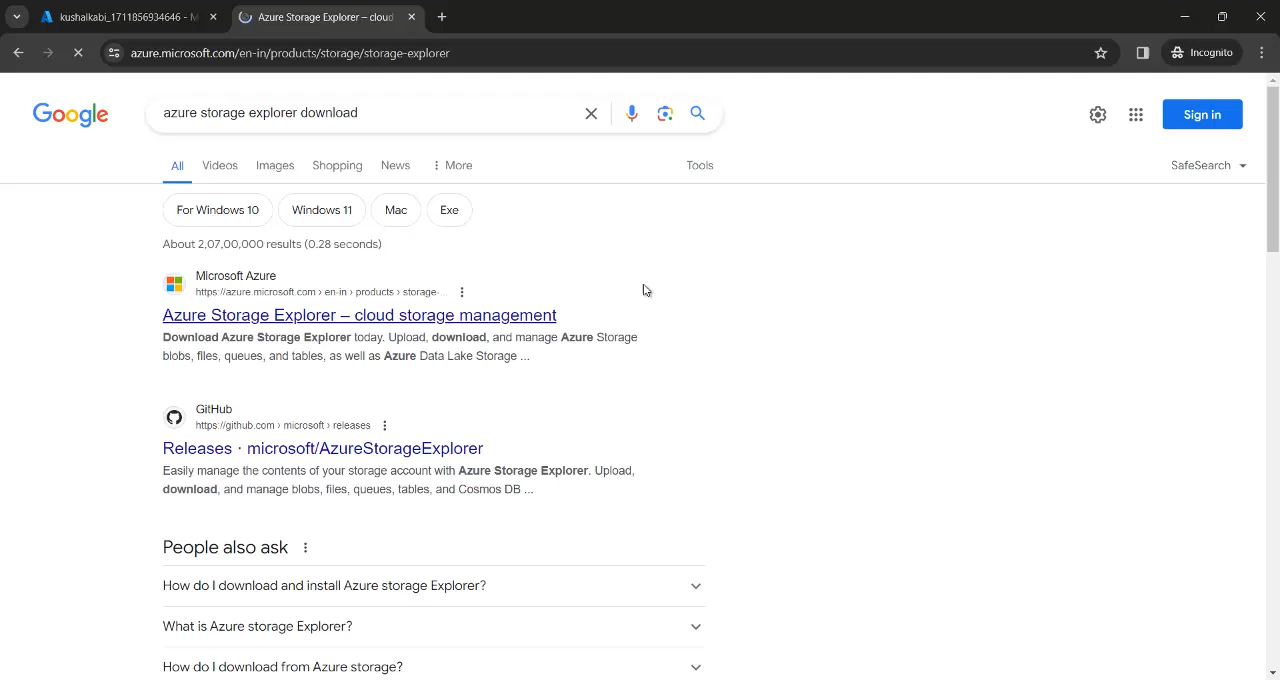 kushalkabi_1711856934646 - M
Azure Storage Explorer – cloud
azure.microsoft.com/en-in/products/storage/storage-explorer
Incognito
Google
azure storage explorer download
Sign in
All
Videos
Images
Shopping
News
More
Tools
SafeSearch
For Windows 10
Windows 11
Mac
Exe
About 2,07,00,000 results (0.28 seconds)
Microsoft Azure
https://azure.microsoft.com › en-in › products › storage-...
Azure Storage Explorer – cloud storage management
Download Azure Storage Explorer today. Upload, download, and manage Azure Storage
blobs, files, queues, and tables, as well as Azure Data Lake Storage ...
GitHub
https://github.com › microsoft › releases
Releases · microsoft/AzureStorageExplorer
Easily manage the contents of your storage account with Azure Storage Explorer. Upload,
download, and manage blobs, files, queues, tables, and Cosmos DB ...
People also ask
How do I download and install Azure storage Explorer?
What is Azure storage Explorer?
How do I download from Azure storage?